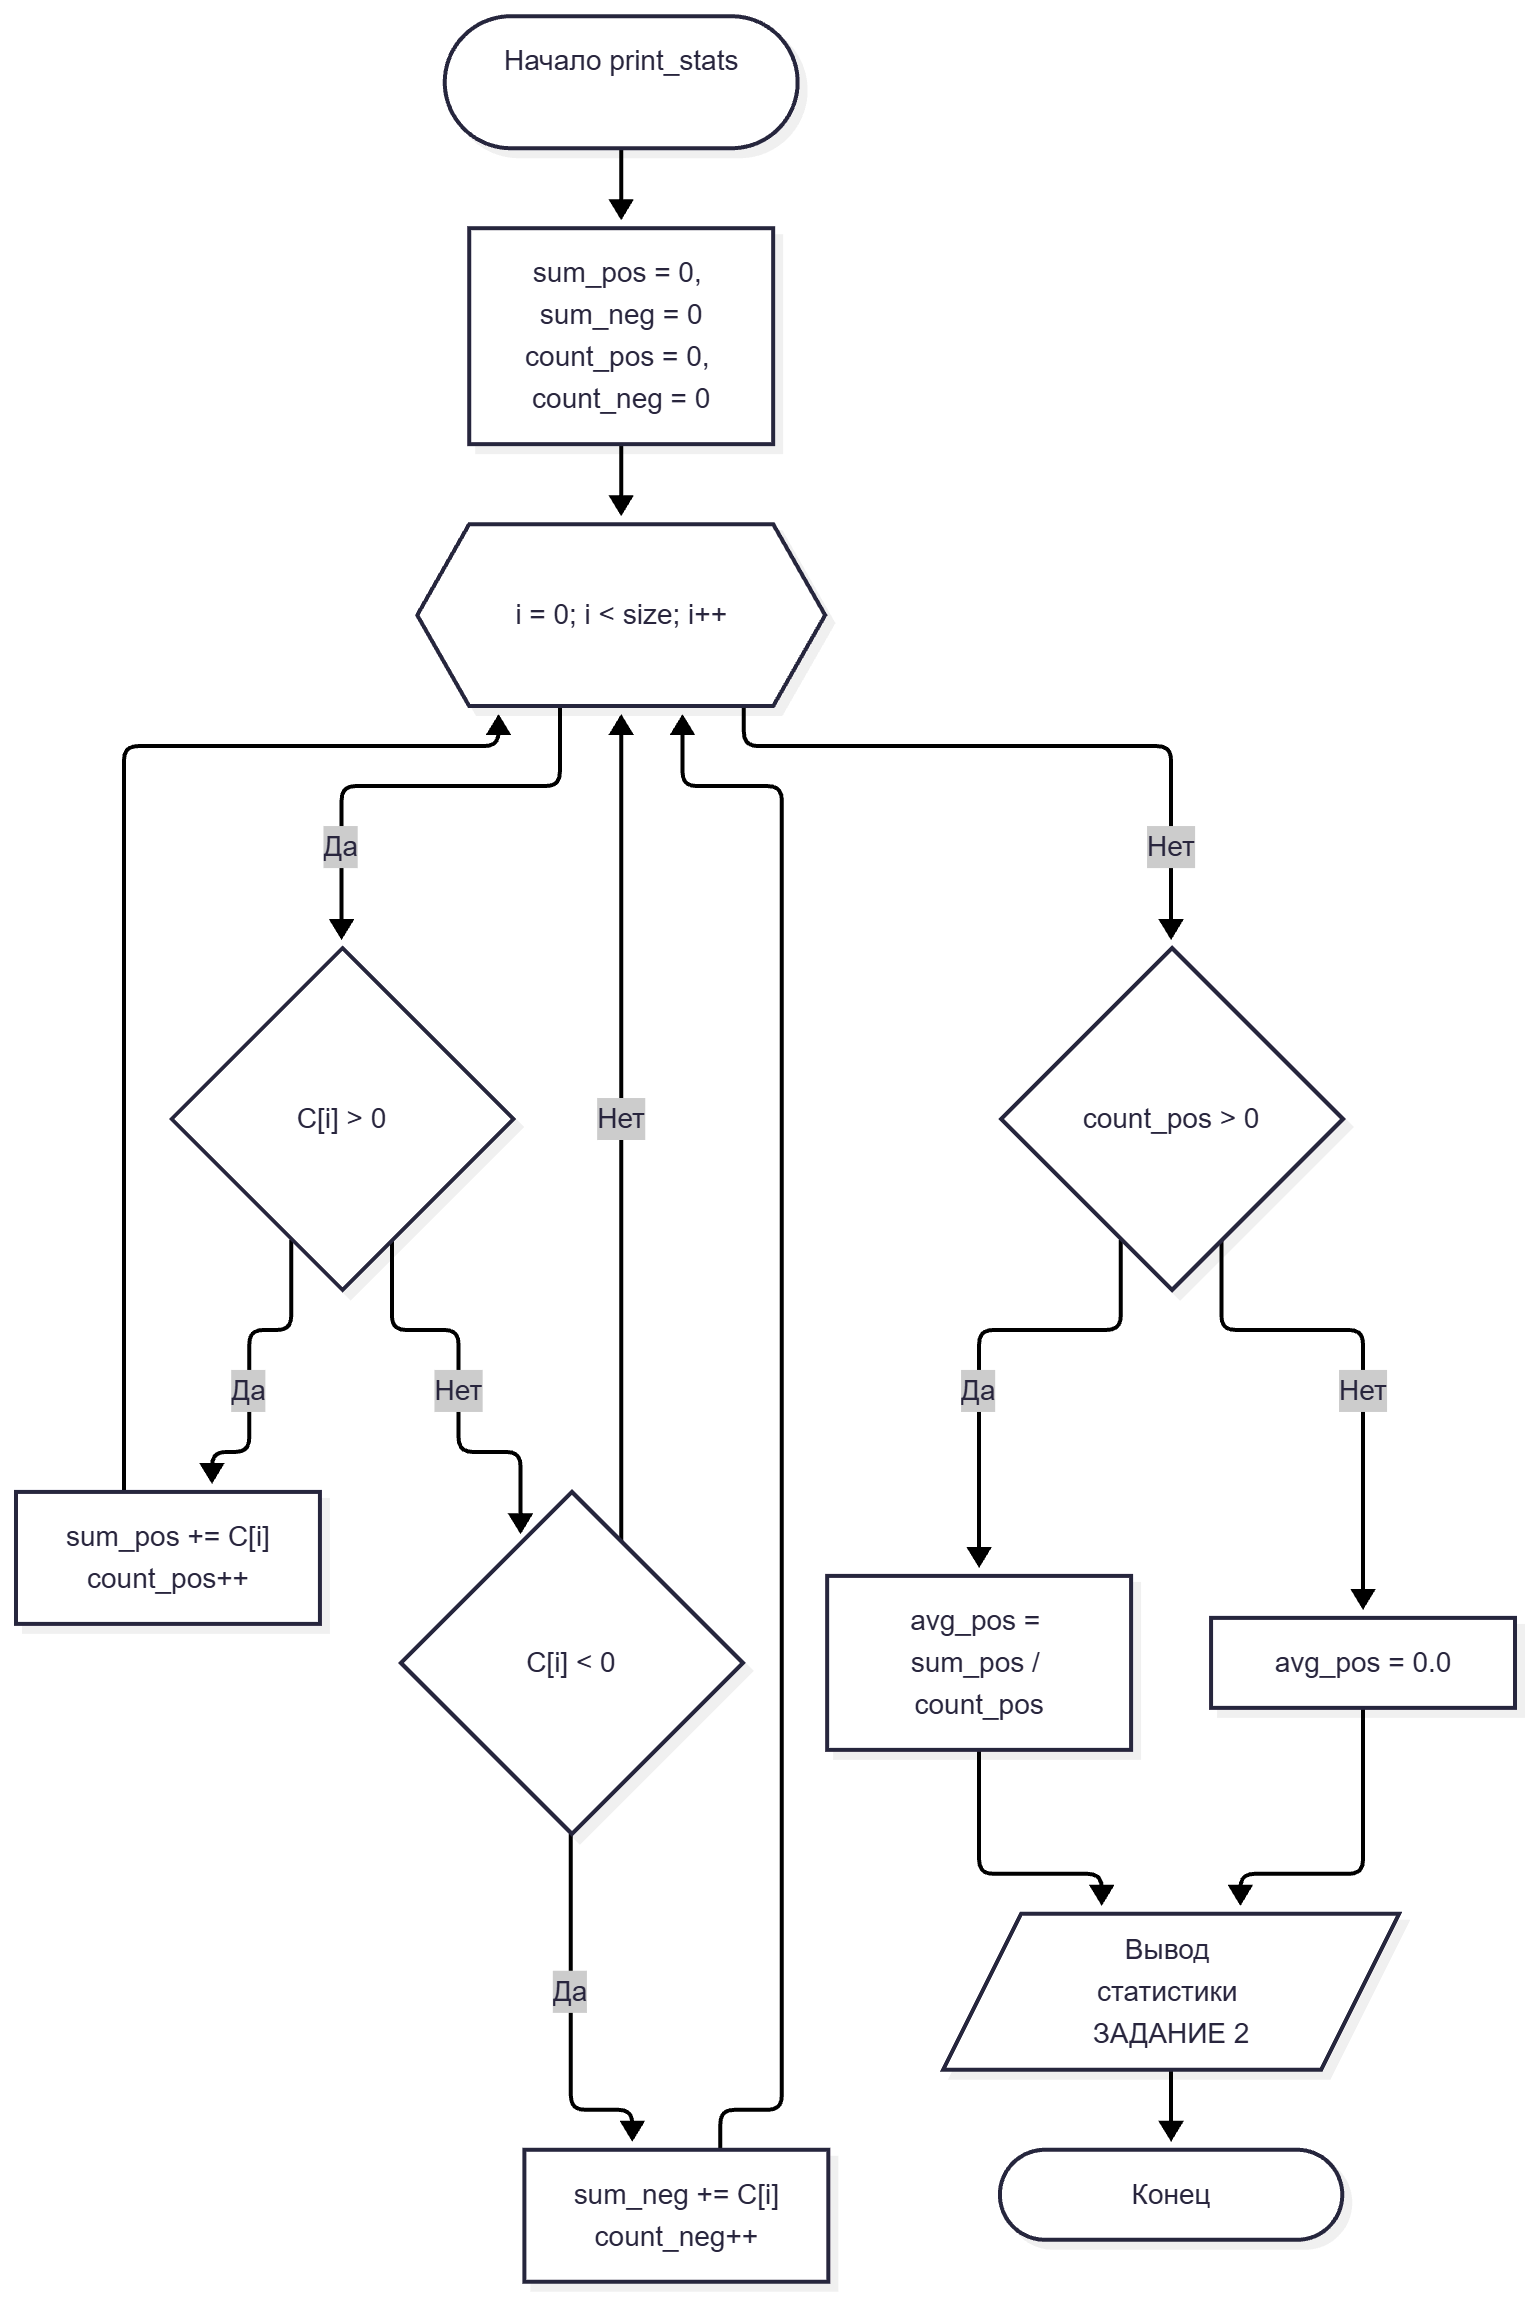 Начало print_stats
sum_pos = 0,
sum_neg = 0
count_pos = 0,
count_neg = 0
i = 0; i < size; i++
Да
Нет
C[i] > 0
Нет
count_pos > 0
Да
Нет
Да
Нет
sum_pos += C[i]
count_pos++
C[i] < 0
avg_pos =
sum_pos /
count_pos
avg_pos = 0.0
Да
Вывод
статистики
ЗАДАНИЕ 2
sum_neg += C[i]
count_neg++
Конец